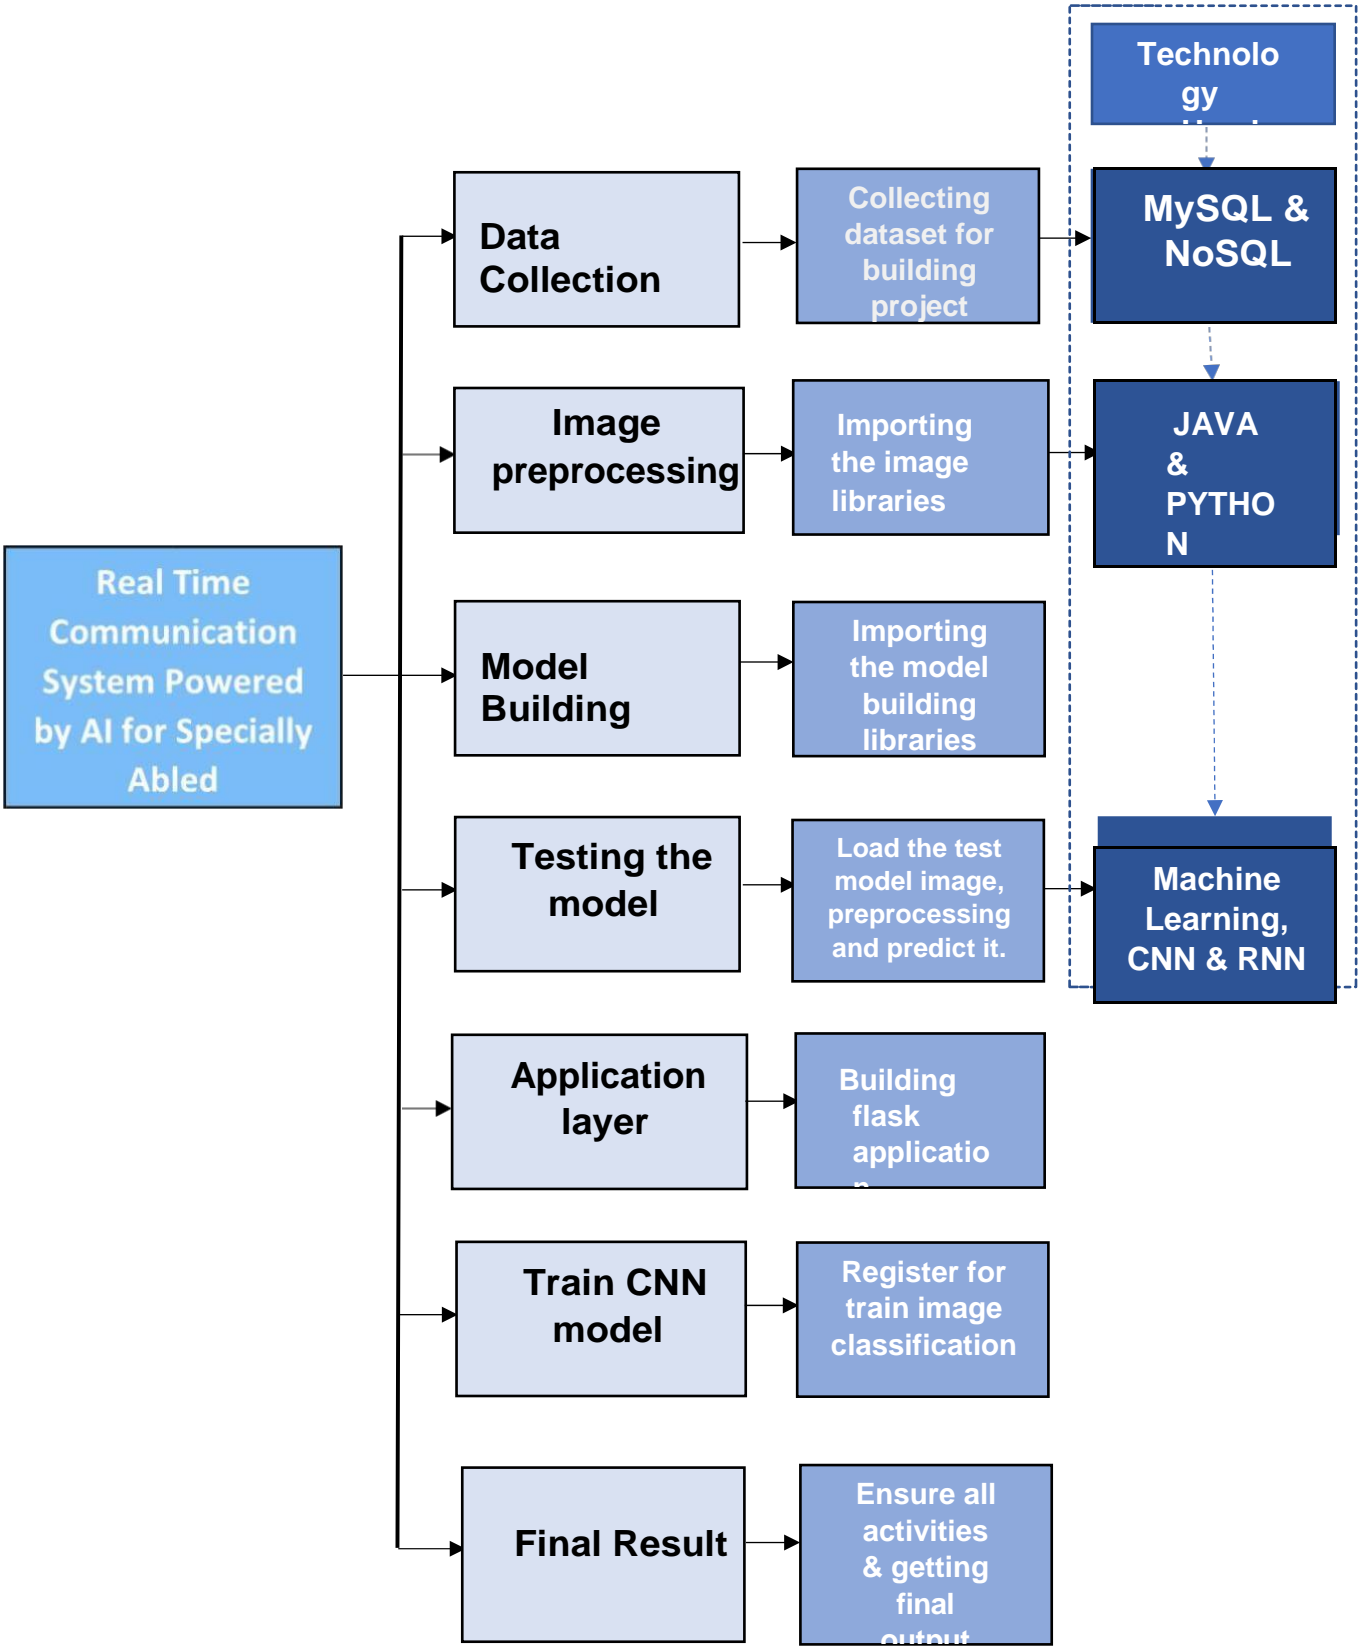 Technolo
gy
MySQL &
NoSQL
JAVA
&
PYTHO
N
Machine
Learning,
CNN & RNN
Real Time
Communication
System Powered
by AI for Specially
Abled
Data
Collection
Collecting
dataset for
building
project
Image
preprocessing
Importing
the image
libraries
Model
Building
Importing
the model
building
libraries
Testing the
model
Load the test
model image,
preprocessing
and predict it.
Application
layer
Building
flask
applicatio
n
Train CNN
model
Register for
train image
classification
Final Result
Ensure all
activities
& getting
final
output